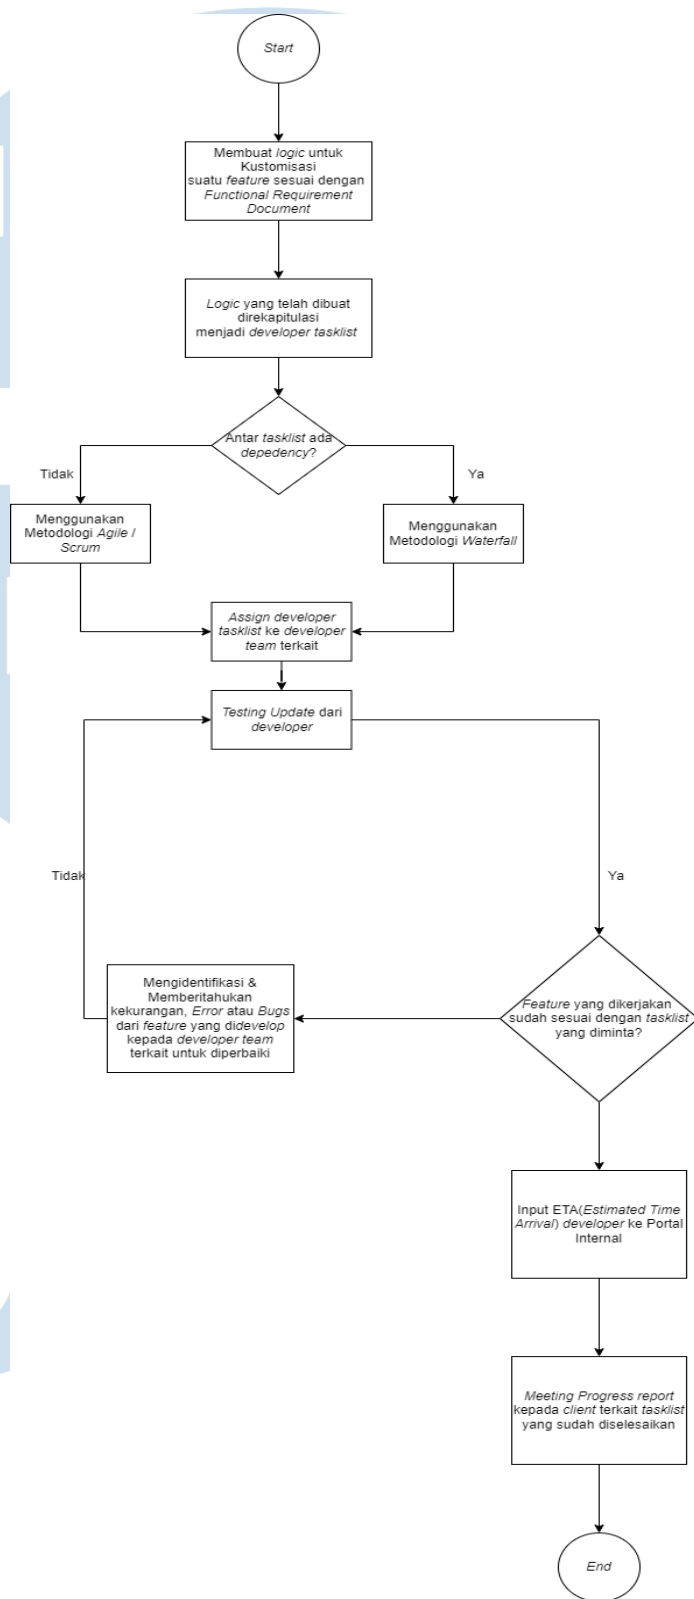 Start
Membuat logic untuk
Kustomisasi
suatu feature sesuai dengan
Functional Requirement
Document
Logic yang telah dibuat
direkapitulasi
menjadi developer tasklist
Antar tasklist ada
depedency?
Tidak
Ya
Menggunakan
Metodologi Agile /
Scrum
Menggunakan
Metodologi Waterfall
Assign developer
tasklist ke developer
team terkait
Testing Update dari
developer
Tidak
Ya
Mengidentifikasi &
Memberitahukan
kekurangan, Error atau Bugs
dari feature yang didevelop
kepada developer team
terkait untuk diperbaiki
Feature yang dikerjakan
sudah sesuai dengan tasklist
yang diminta?
Input ETA(Estimated Time
Arrival) developer ke Portal
Internal
Meeting Progress report
kepada client terkait tasklist
yang sudah diselesaikan
End